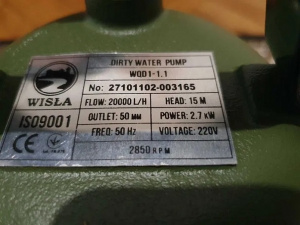 DIRTY WATER PUMP
WQD1-1,1
WISŁA
No: 27101102-003165
FLOW: 20000 L/H HEAD: 15 M
ISO9001
OUTLET: 50 MM POWER: 2.7 kW
FREQ: 50 Hz VOLTAGE: 220V
CE
2850 RPM